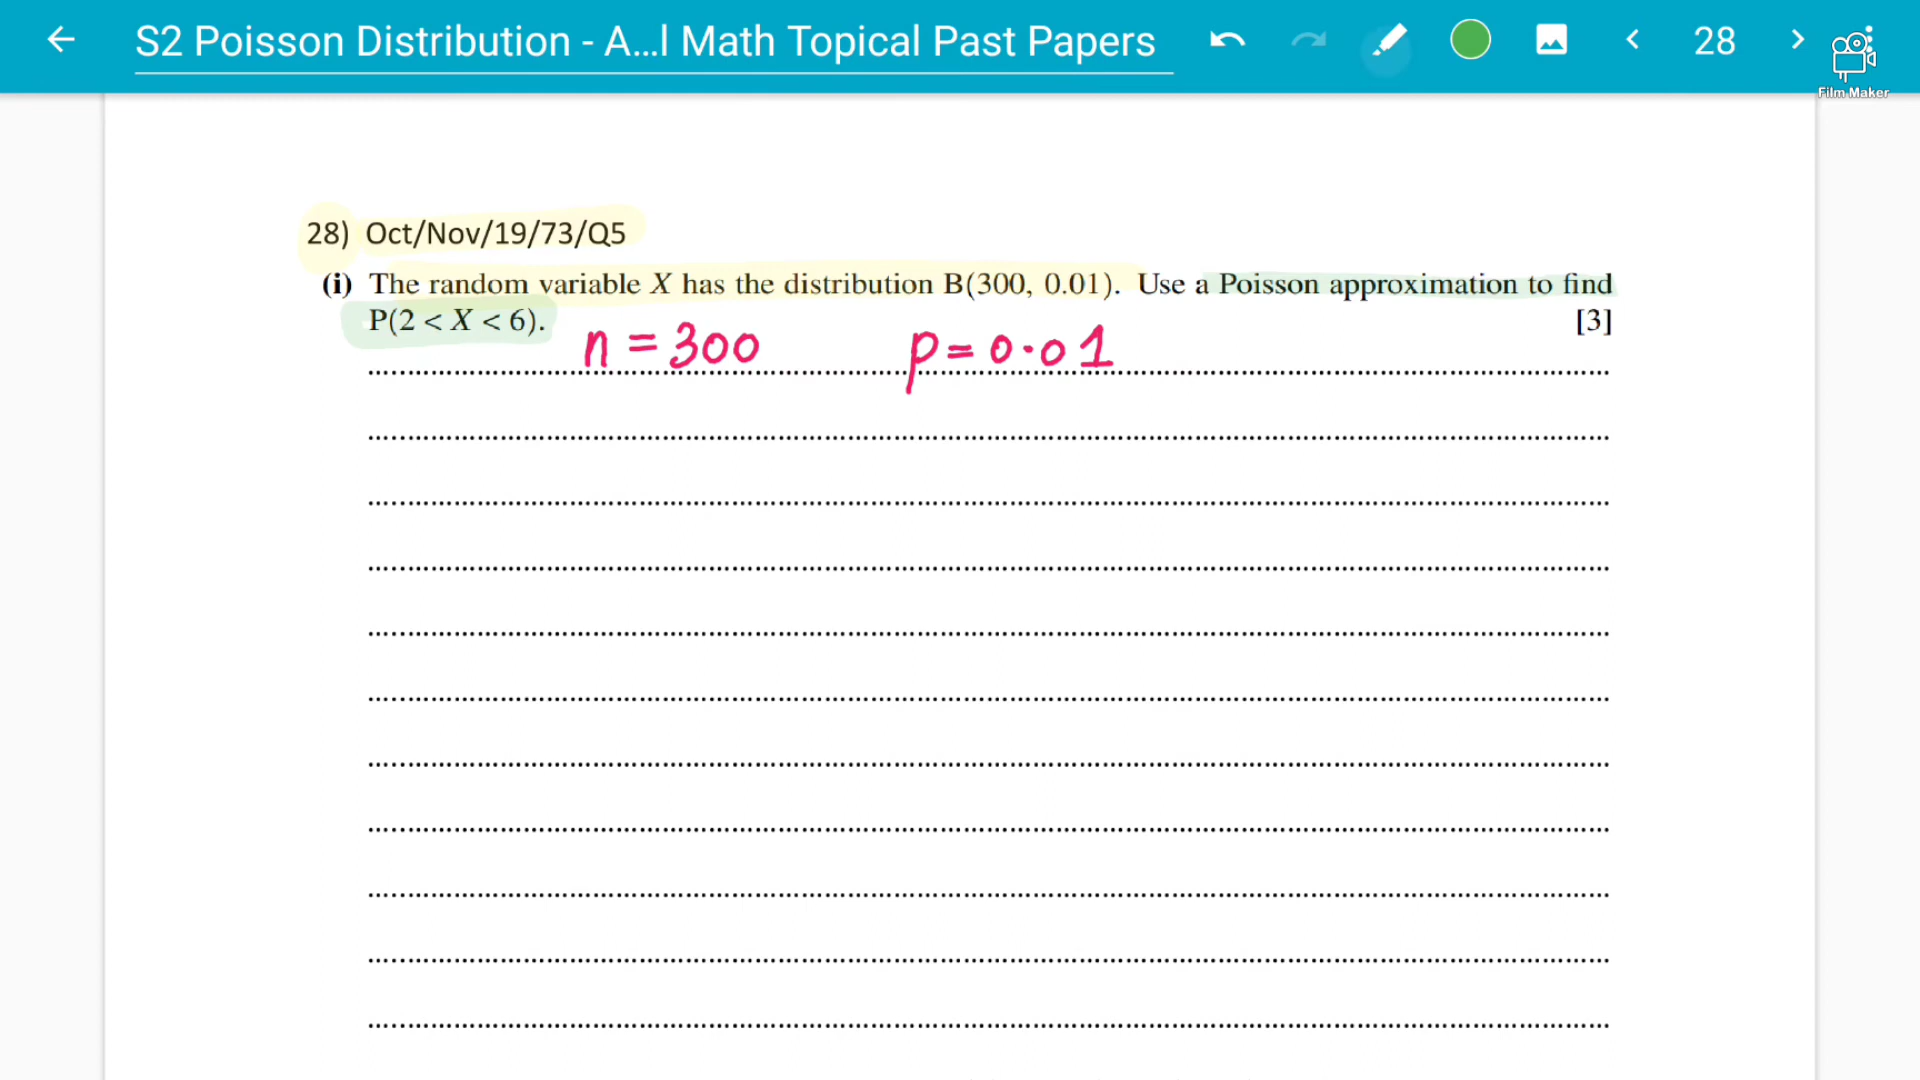 S2 Poisson Distribution - A...l Math Topical Past Papers
28
Film Maker
28) Oct/Nov/19/73/Q5
(i) The random variable X has the distribution B(300, 0.01). Use a Poisson approximation to find
P(2 < X < 6). [3]
n = 300 p = 0.01